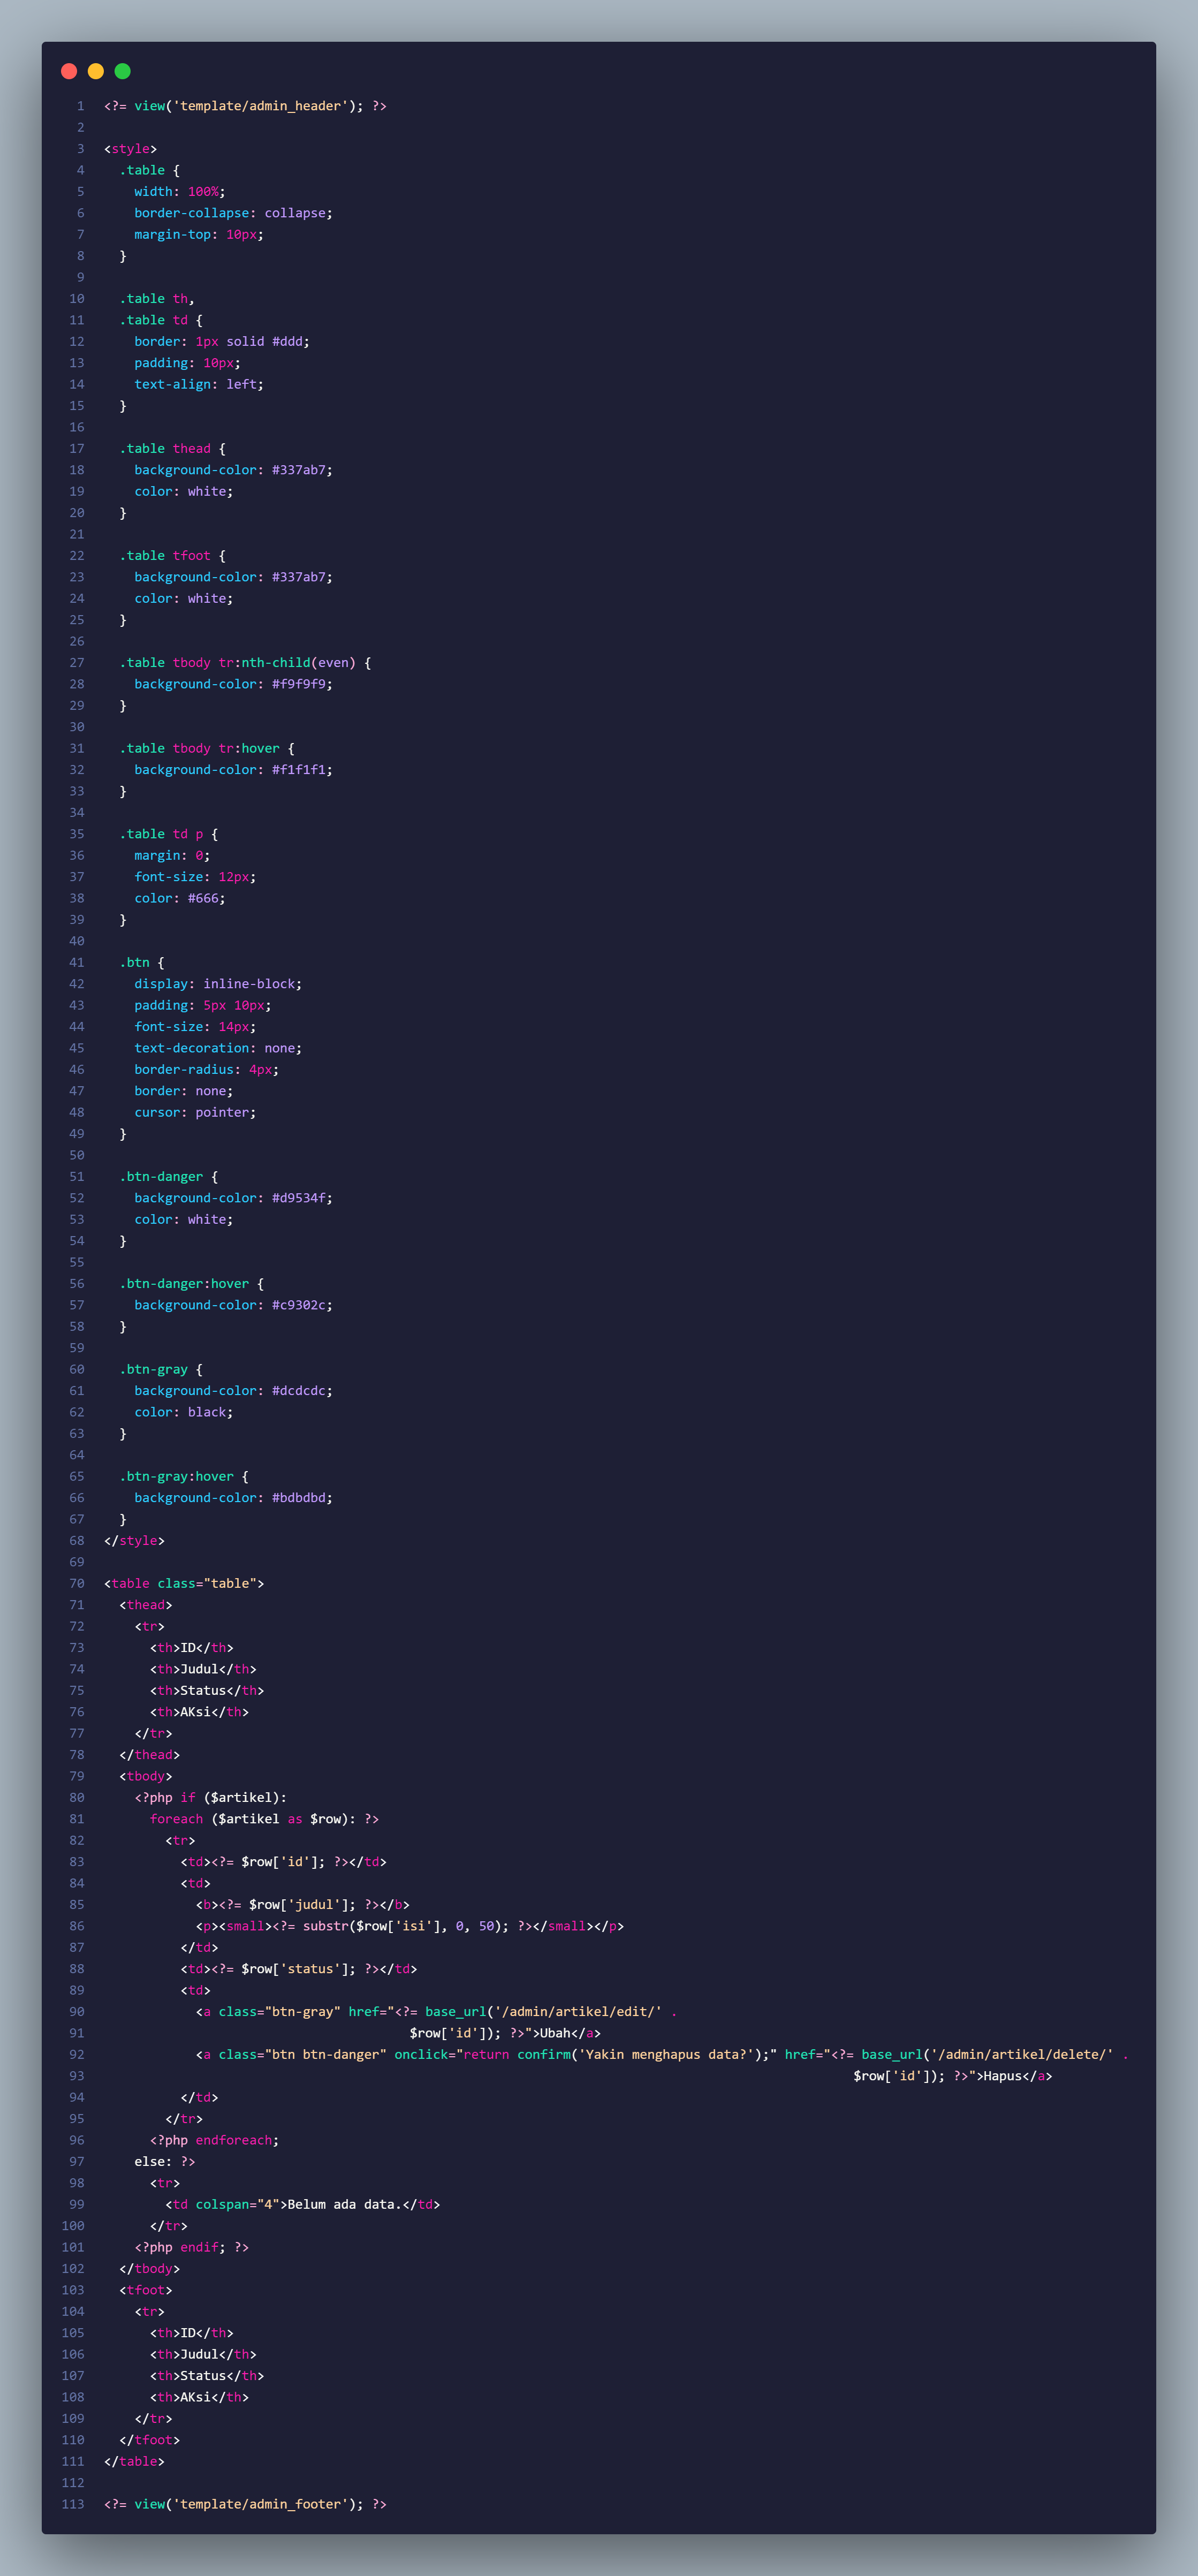 1 <?= view('template/admin_header'); ?>
2
3 <style>
4   .table {
5     width: 100%;
6     border-collapse: collapse;
7     margin-top: 10px;
8   }
9
10   .table th,
11   .table td {
12     border: 1px solid #ddd;
13     padding: 10px;
14     text-align: left;
15   }
16
17   .table thead {
18     background-color: #337ab7;
19     color: white;
20   }
21
22   .table tfoot {
23     background-color: #337ab7;
24     color: white;
25   }
26
27   .table tbody tr:nth-child(even) {
28     background-color: #f9f9f9;
29   }
30
31   .table tbody tr:hover {
32     background-color: #f1f1f1;
33   }
34
35   .table td p {
36     margin: 0;
37     font-size: 12px;
38     color: #666;
39   }
40
41   .btn {
42     display: inline-block;
43     padding: 5px 10px;
44     font-size: 14px;
45     text-decoration: none;
46     border-radius: 4px;
47     border: none;
48     cursor: pointer;
49   }
50
51   .btn-danger {
52     background-color: #d9534f;
53     color: white;
54   }
55
56   .btn-danger:hover {
57     background-color: #c9302c;
58   }
59
60   .btn-gray {
61     background-color: #dcdcdc;
62     color: black;
63   }
64
65   .btn-gray:hover {
66     background-color: #bdbdbd;
67   }
68 </style>
69
70 <table class="table">
71   <thead>
72     <tr>
73       <th>ID</th>
74       <th>Judul</th>
75       <th>Status</th>
76       <th>AKsi</th>
77     </tr>
78   </thead>
79   <tbody>
80     <?php if ($artikel):
81       foreach ($artikel as $row): ?>
82         <tr>
83           <td><?= $row['id']; ?></td>
84           <td>
85             <b><?= $row['judul']; ?></b>
86             <p><small><?= substr($row['isi'], 0, 50); ?></small></p>
87           </td>
88           <td><?= $row['status']; ?></td>
89           <td>
90             <a class="btn-gray" href="<?= base_url('/admin/artikel/edit/' .
91                                         $row['id']); ?>">Ubah</a>
92             <a class="btn btn-danger" onclick="return confirm('Yakin menghapus data?');" href="<?= base_url('/admin/artikel/delete/' .
93                                                                                                   $row['id']); ?>">Hapus</a>
94           </td>
95         </tr>
96       <?php endforeach;
97     else: ?>
98       <tr>
99         <td colspan="4">Belum ada data.</td>
100       </tr>
101     <?php endif; ?>
102   </tbody>
103   <tfoot>
104     <tr>
105       <th>ID</th>
106       <th>Judul</th>
107       <th>Status</th>
108       <th>AKsi</th>
109     </tr>
110   </tfoot>
111 </table>
112
113 <?= view('template/admin_footer'); ?>